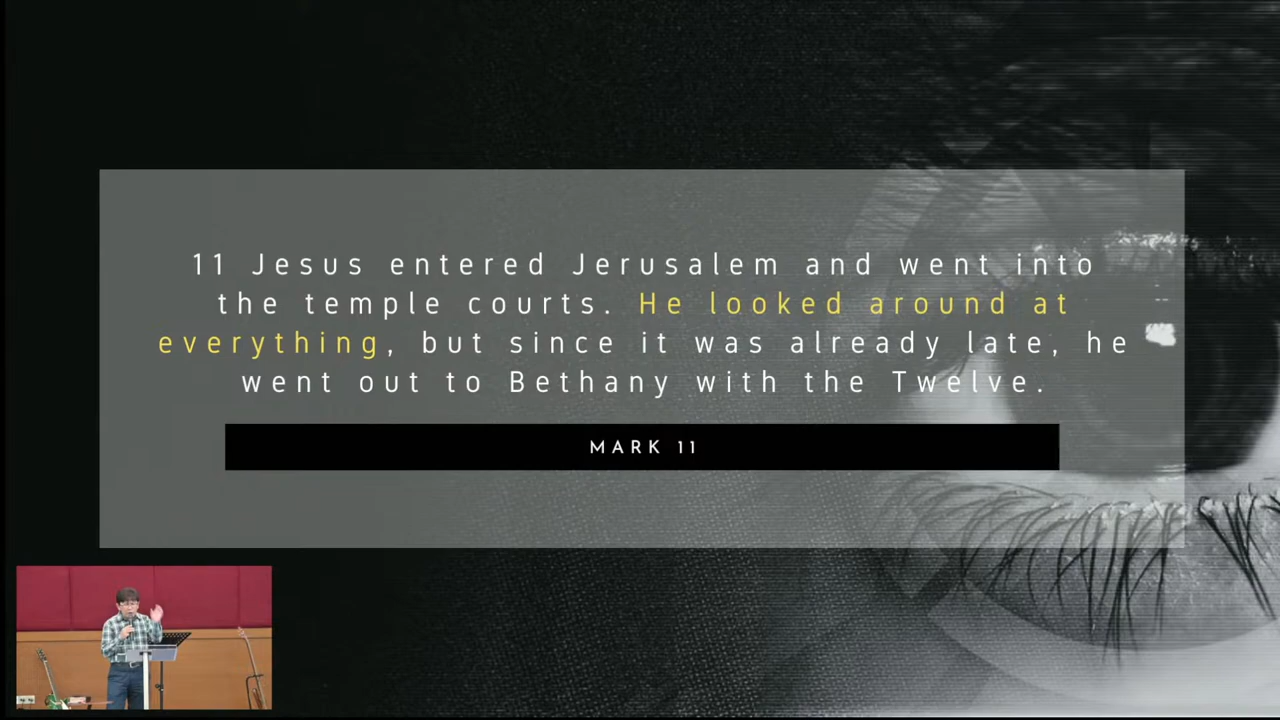 11 Jesus entered Jerusalem and went into
the temple courts. He looked around at
everything, but since it was already late, he
went out to Bethany with the Twelve.
MARK 11